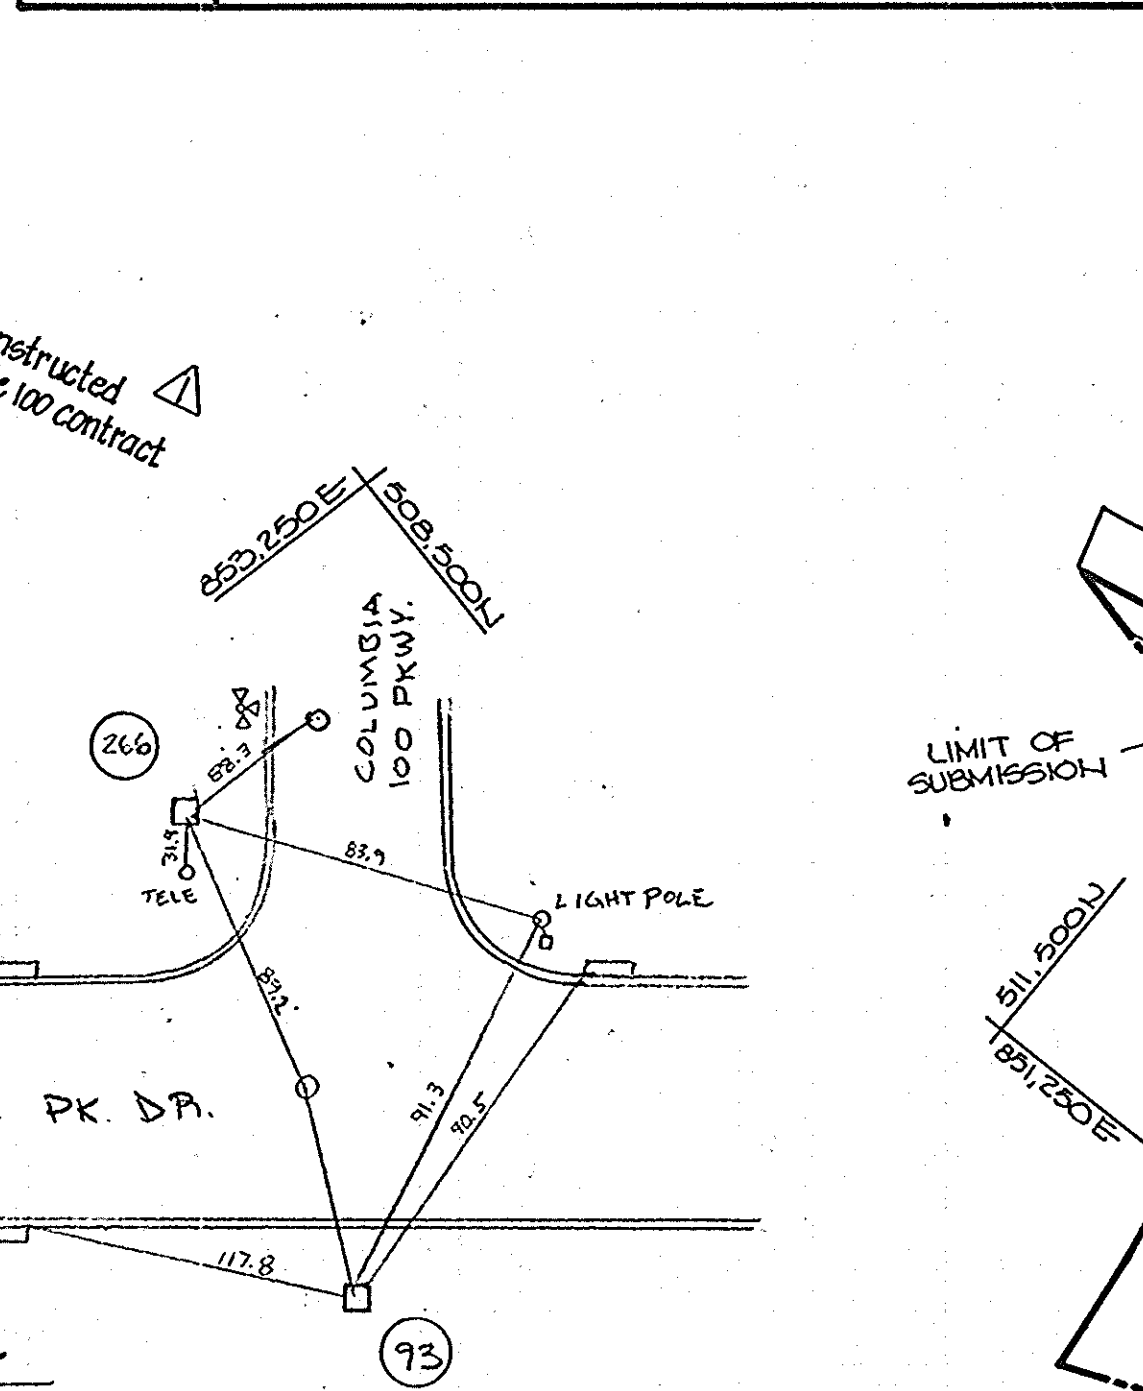 nstructed
100 contract
1
853,250E
508,500N
COLUMBIA
100 PKWY.
266
88.3
31.9
TELE
83.9
LIGHT POLE
LIMIT OF
SUBMISSION
89.2
511,500N
851,250E
PK. DR.
91.3
90.5
117.8
93